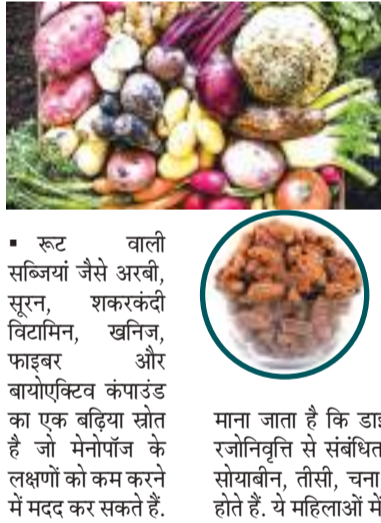 ▪ रूट वाली
सब्जियां जैसे अरबी,
सूरन, शकरकंदी
विटामिन, खनिज,
फाइबर और
बायोएक्टिव कंपाउंड
का एक बढ़िया स्रोत
है जो मेनोपॉज के
लक्षणों को कम करने
में मदद कर सकते हैं.
माना जाता है कि डाइ
रजोनिवृत्ति से संबंधित
सोयाबीन, तीसी, चना
होते हैं. ये महिलाओं में